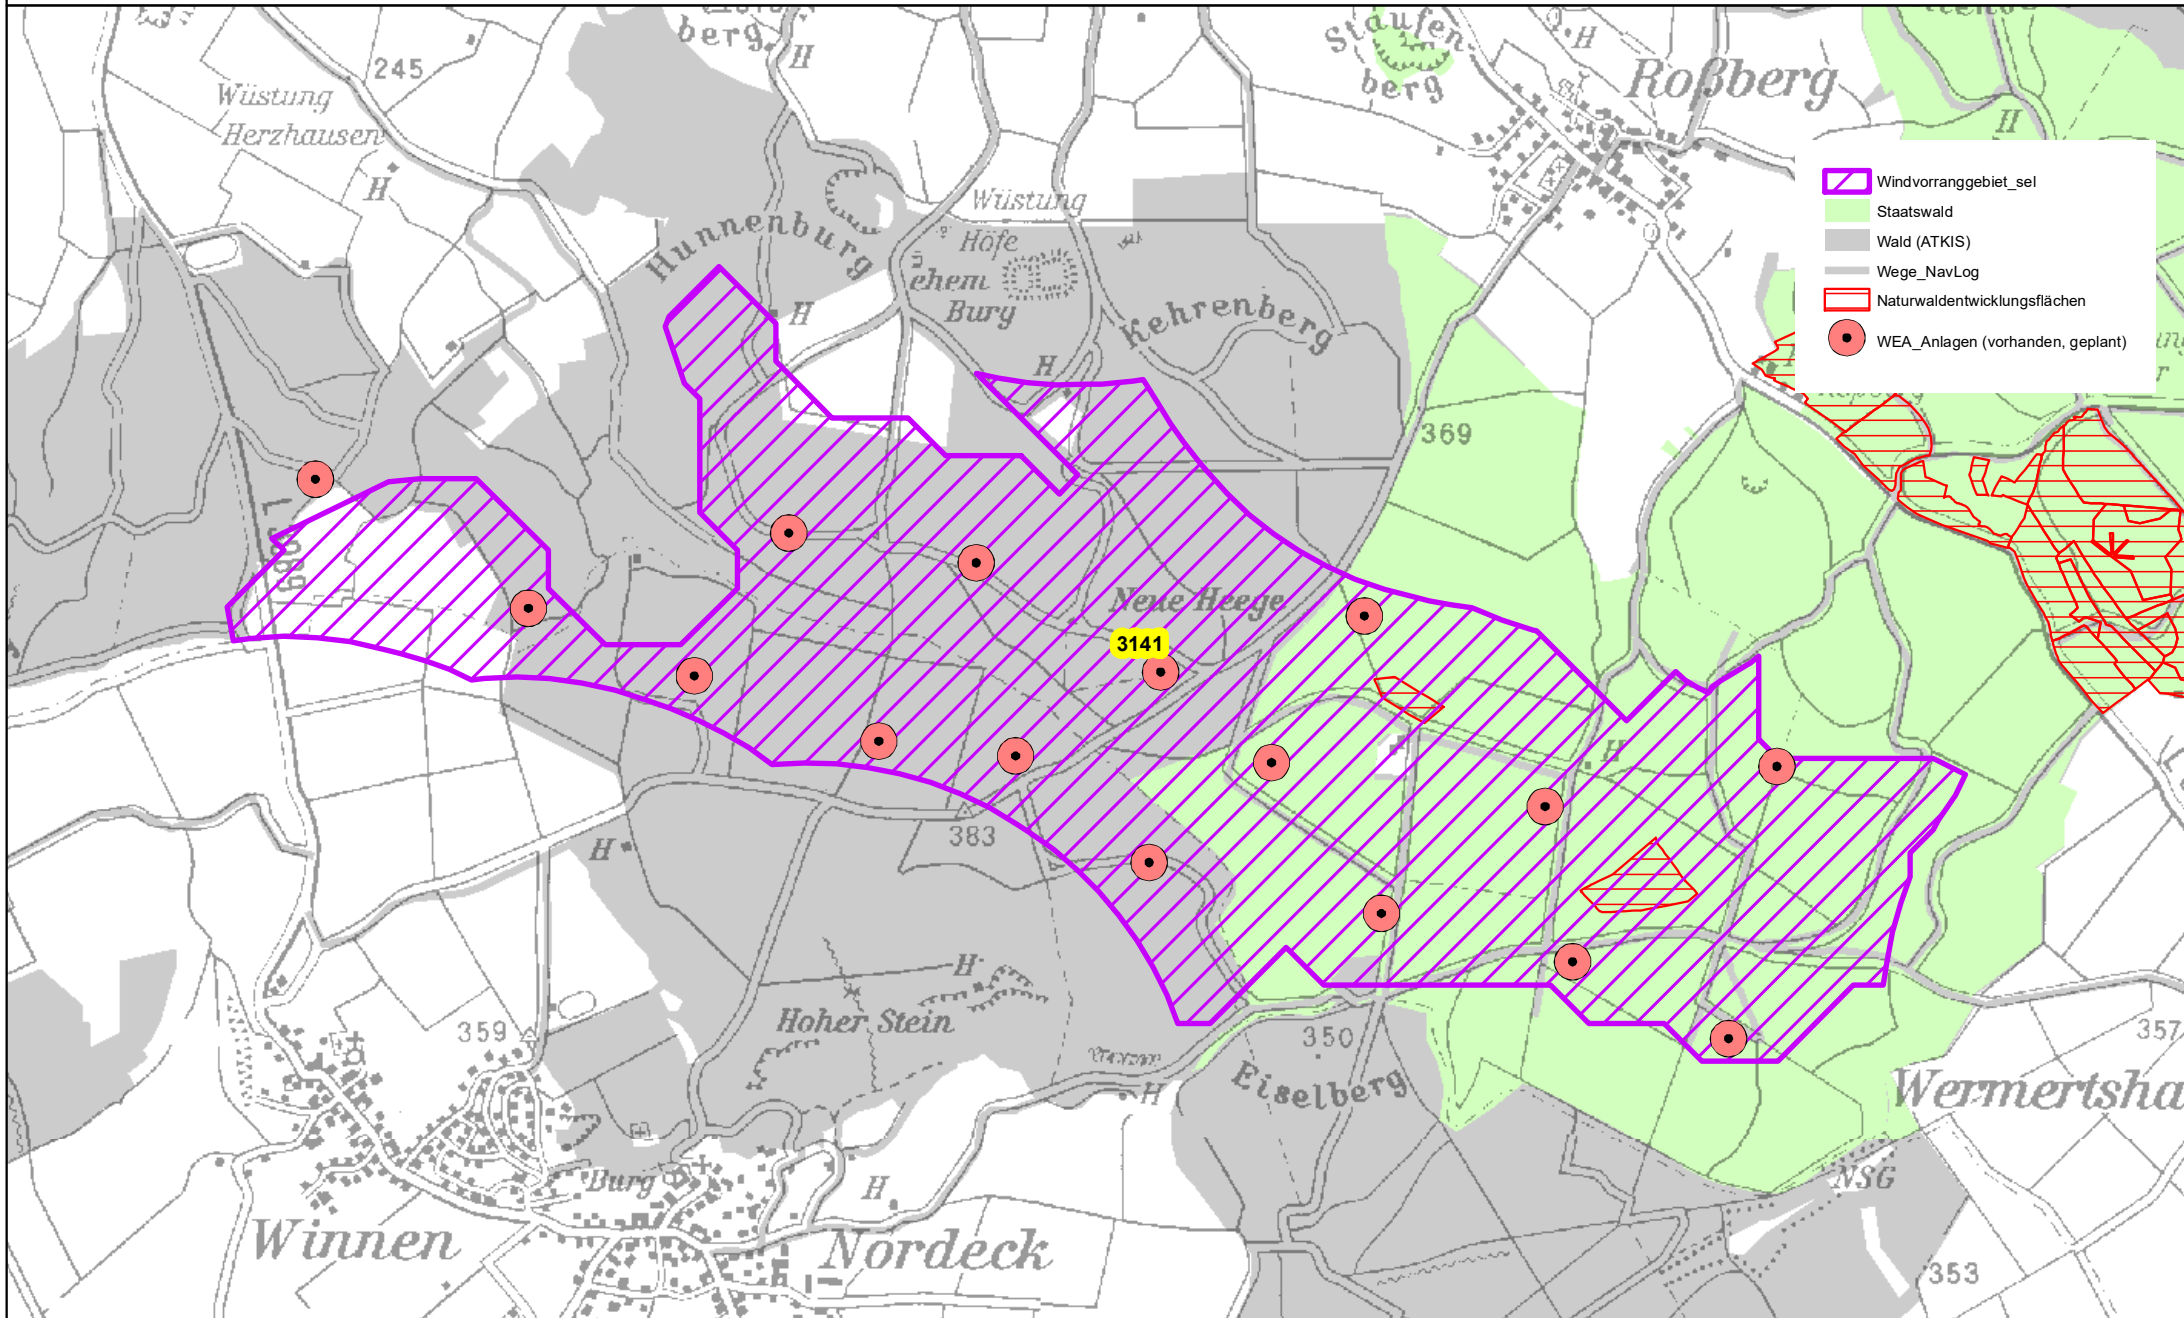 berg
H
Staufen-
berg
H
Roßberg
245
Wüstung
Herzhausen
H
H
Windvorranggebiet_sel
Staatswald
Wald (ATKIS)
Wege_NavLog
Naturwaldentwicklungsflächen
WEA_Anlagen (vorhanden, geplant)
Hunnenburg
Wüstung
Höfe
ehem
Burg
H
Kehrenberg
H
369
L3089
Neue Heege
3141
H
383
H
H
Hoher Stein
359
350
Eiselberg
H
357
Wermertsha
NSG
Burg
H
Winnen
Nordeck
353